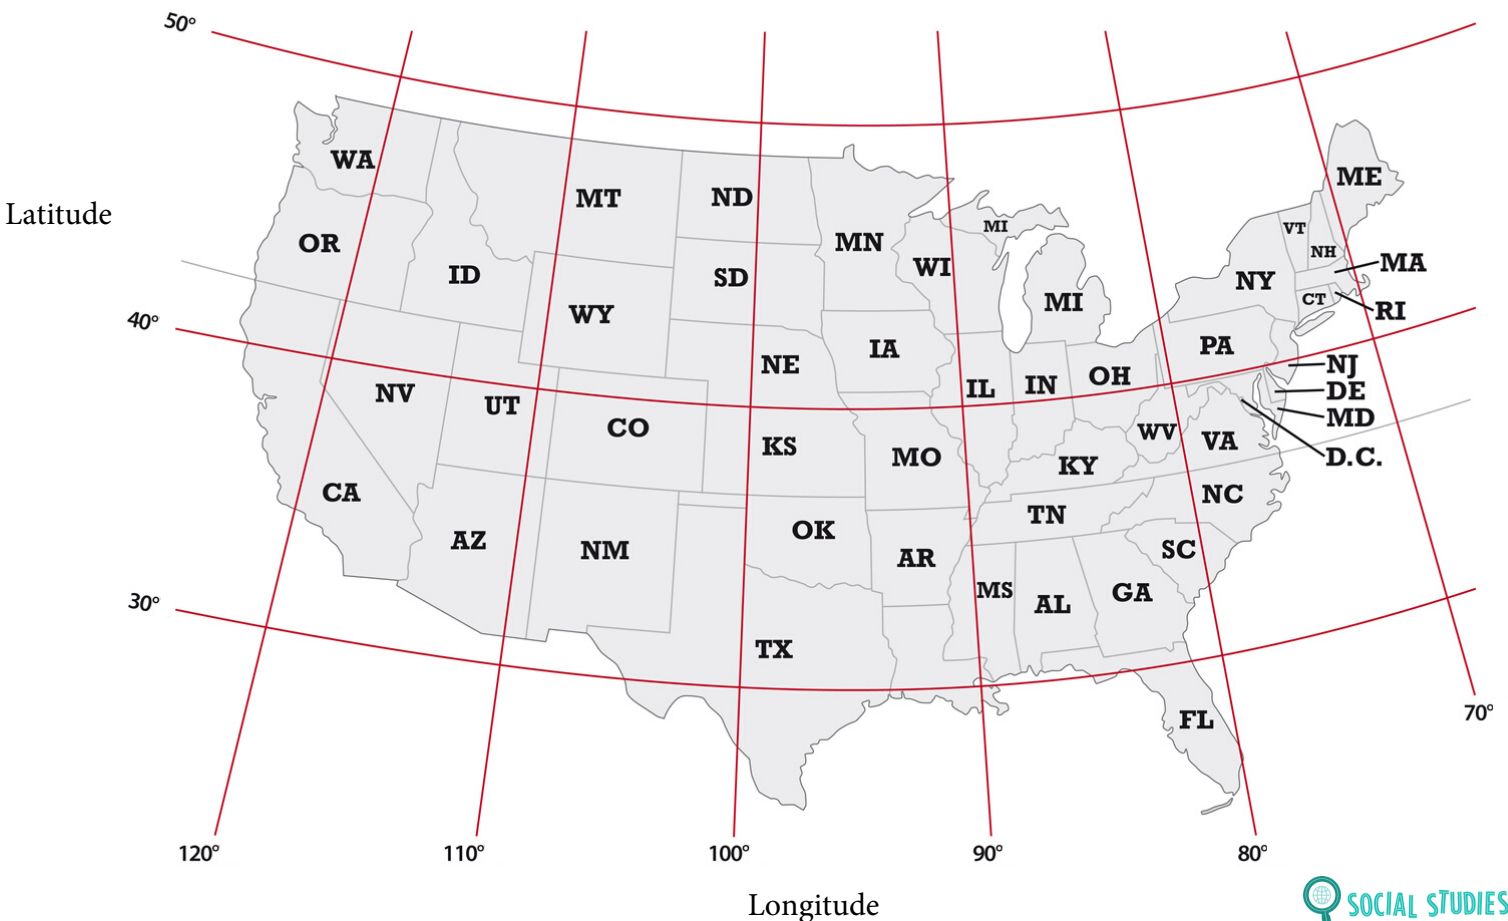 50°
WA
MT
ND
ME
Latitude
OR
MN
MI
VT
NH
ID
SD
WI
NY
MA
WY
MI
CT
RI
40°
IA
PA
NE
NJ
NV
UT
IL
IN
OH
DE
CO
MD
KS
MO
KY
WV
VA
D.C.
CA
NC
AZ
NM
OK
TN
AR
SC
30°
MS
AL
GA
TX
FL
70°
120°
110°
100°
90°
80°
Longitude
SOCIAL STUDIES